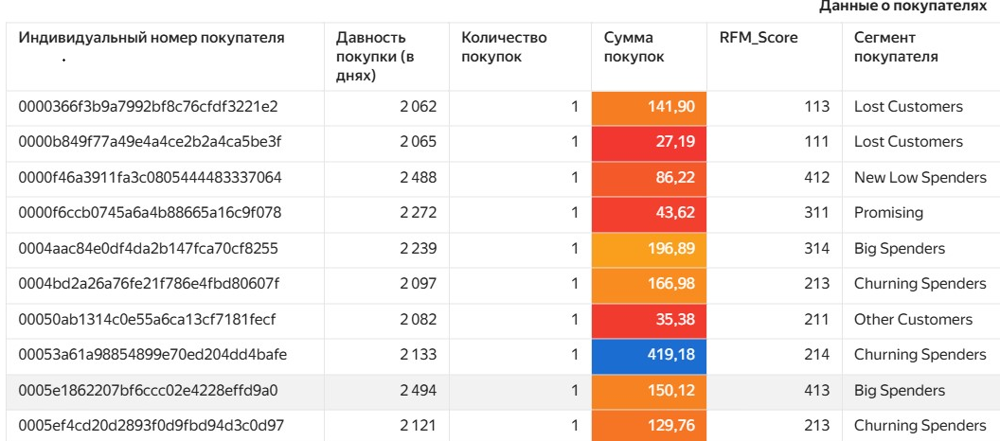 Данные о покупателях
Индивидуальный номер покупателя Давность покупки (в днях) Количество покупок Сумма покупок RFM_Score Сегмент покупателя
0000366f3b9a7992bf8c76cfdf3221e2 2 062 1 141,90 113 Lost Customers
0000b849f77a49e4a4ce2b2a4ca5be3f 2 065 1 27,19 111 Lost Customers
0000f46a3911fa3c0805444483337064 2 488 1 86,22 412 New Low Spenders
0000f6ccb0745a6a4b88665a16c9f078 2 272 1 43,62 311 Promising
0004aac84e0df4da2b147fca70cf8255 2 239 1 196,89 314 Big Spenders
0004bd2a26a76fe21f786e4fbd80607f 2 097 1 166,98 213 Churning Spenders
00050ab1314c0e55a6ca13cf7181fecf 2 082 1 35,38 211 Other Customers
00053a61a98854899e70ed204dd4bafe 2 133 1 419,18 214 Churning Spenders
0005e1862207bf6ccc02e4228effd9a0 2 494 1 150,12 413 Big Spenders
0005ef4cd20d2893f0d9fbd94d3c0d97 2 121 1 129,76 213 Churning Spenders